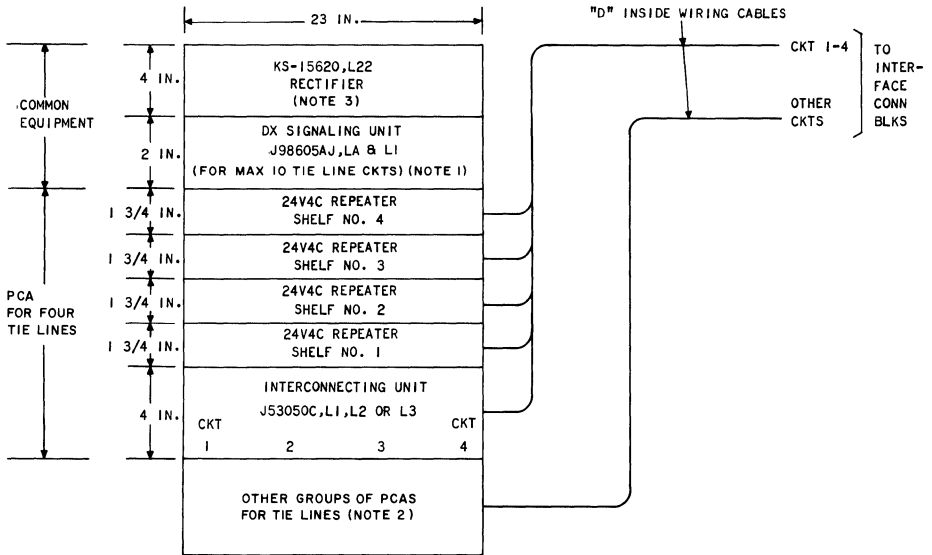 23 IN.
"D" INSIDE WIRING CABLES
4 IN.
KS-15620,L22
RECTIFIER
(NOTE 3)
CKT 1-4
TO
INTER-
FACE
CONN
BLKS
OTHER
CKTS
COMMON
EQUIPMENT
2 IN.
DX SIGNALING UNIT
J98605AJ,LA & L1
(FOR MAX 10 TIE LINE CKTS)(NOTE 1)
1 3/4 IN.
24V4C REPEATER
SHELF NO. 4
1 3/4 IN.
24V4C REPEATER
SHELF NO. 3
PCA
FOR FOUR
TIE LINES
1 3/4 IN.
24V4C REPEATER
SHELF NO. 2
1 3/4 IN.
24V4C REPEATER
SHELF NO. 1
4 IN.
INTERCONNECTING UNIT
J53050C,L1,L2 OR L3
CKT CKT
1 2 3 4
OTHER GROUPS OF PCAS
FOR TIE LINES (NOTE 2)